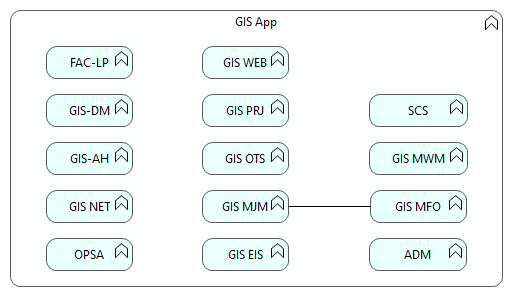 GIS App
FAC-LP
GIS WEB
GIS-DM
GIS PRJ
SCS
GIS-AH
GIS OTS
GIS MWM
GIS NET
GIS MJM
GIS MFO
OPSA
GIS EIS
ADM